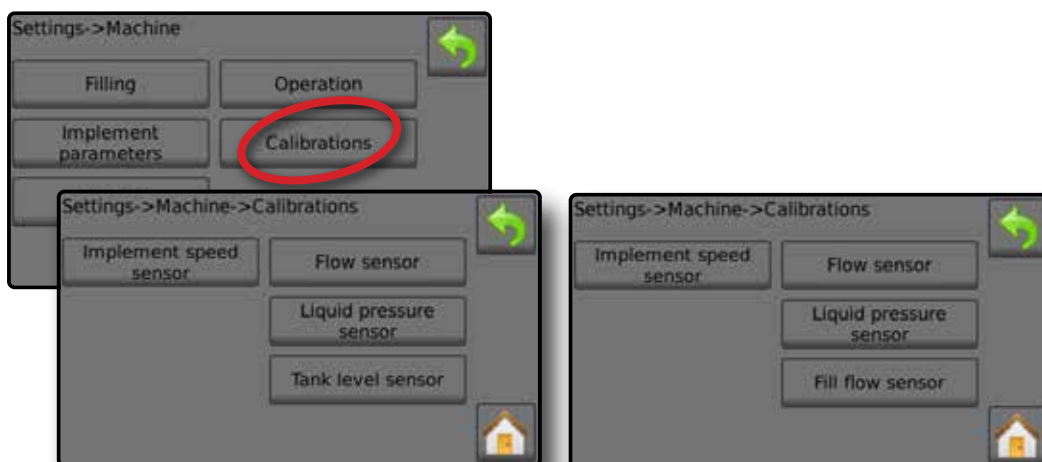 Settings->Machine
Filling
Operation
Implement
parameters
Calibrations
Settings->Machine->Calibrations
Implement speed
sensor
Flow sensor
Liquid pressure
sensor
Tank level sensor
Settings->Machine->Calibrations
Implement speed
sensor
Flow sensor
Liquid pressure
sensor
Fill flow sensor